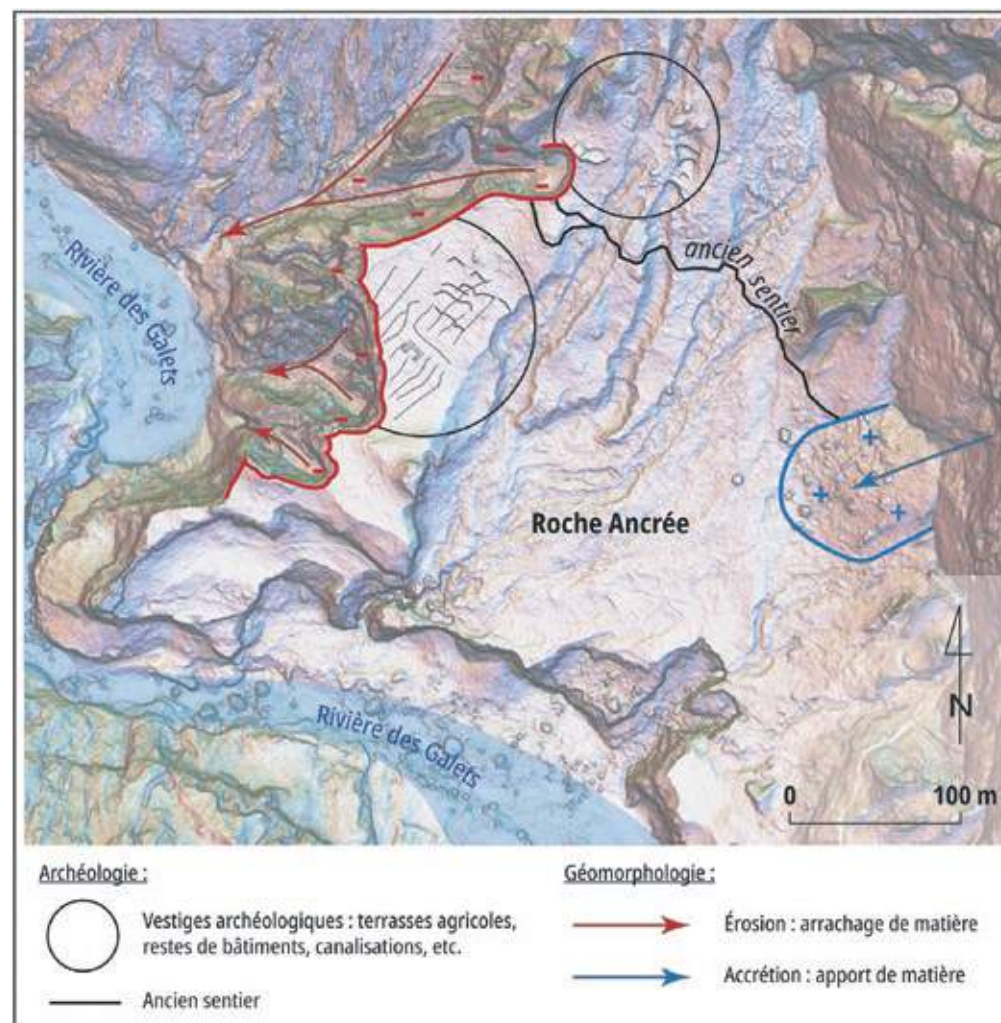 Rivière des Galets
ancien sentier
Roche Ancrée
Rivière des Galets
N
0 100 m
Archéologie :
Vestiges archéologiques : terrasses agricoles,
restes de bâtiments, canalisations, etc.
Ancien sentier
Géomorphologie :
Érosion : arrachage de matière
Accrétion : apport de matière